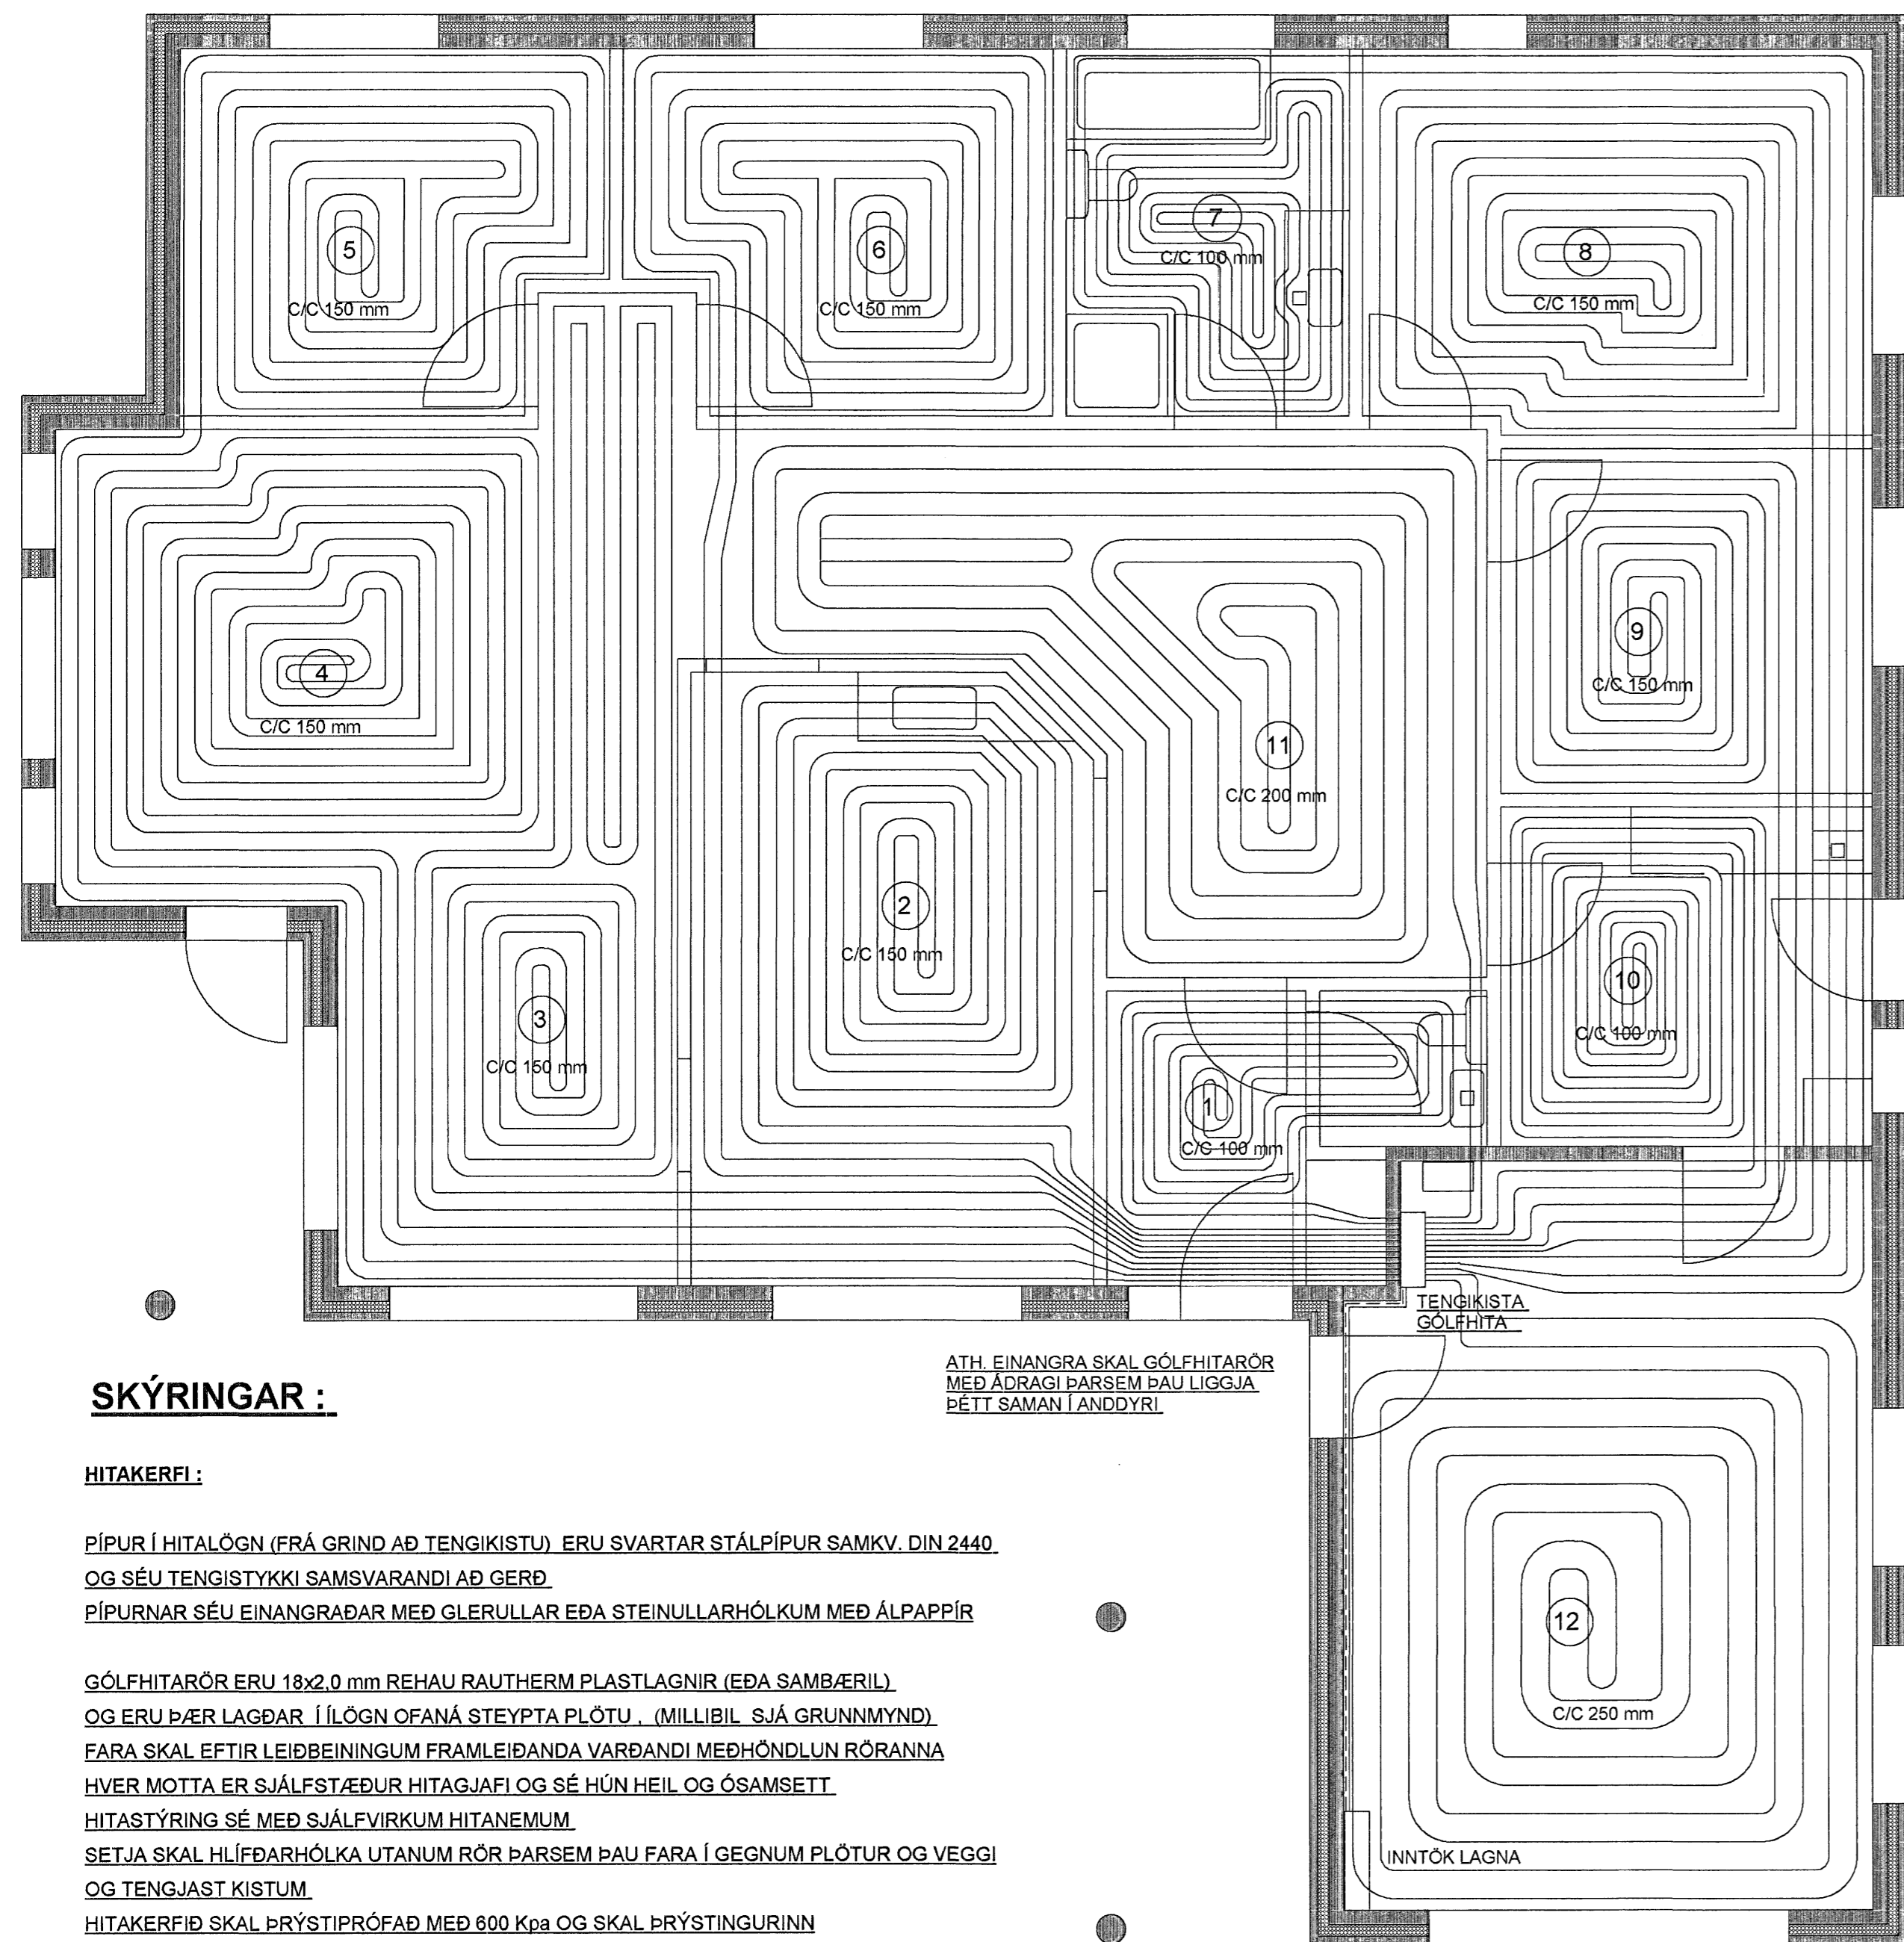 5
C/C 150 mm
6
C/C 150 mm
7
C/C 100 mm
8
C/C 150 mm
4
C/C 150 mm
9
C/C 150 mm
11
C/C 200 mm
2
C/C 150 mm
3
C/C 150 mm
10
C/C 100 mm
1
C/C 100 mm
TENGIKISTA
GÓLFHITA
ATH. EINANGRA SKAL GÓLFHITARÖR
MEÐ ÁDRAGI ÞARSEM ÞAU LIGGJA
ÞÉTT SAMAN Í ANDDYRI
12
C/C 250 mm
INNTÖK LAGNA
SKÝRINGAR :
HITAKERFI :
PÍPUR Í HITALÖGN (FRÁ GRIND AÐ TENGIKISTU) ERU SVARTAR STÁLPÍPUR SAMKV. DIN 2440
OG SÉU TENGISTYKKI SAMSVARANDI AÐ GERÐ
PÍPURNAR SÉU EINANGRAÐAR MEÐ GLERULLAR EÐA STEINULLARHÓLKUM MEÐ ÁLPAPPÍR
GÓLFHITARÖR ERU 18x2,0 mm REHAU RAUTHERM PLASTLAGNIR (EÐA SAMBÆRIL)
OG ERU ÞÆR LAGÐAR Í ÍLÖGN OFANÁ STEYPTA PLÖTU , (MILLIBIL SJÁ GRUNNMYND)
FARA SKAL EFTIR LEIÐBEININGUM FRAMLEIÐANDA VARÐANDI MEÐHÖNDLUN RÖRANNA
HVER MOTTA ER SJÁLFSTÆÐUR HITAGJAFI OG SÉ HÚN HEIL OG ÓSAMSETT
HITASTÝRING SÉ MEÐ SJÁLFVIRKUM HITANEMUM
SETJA SKAL HLÍFÐARHÓLKA UTANUM RÖR ÞARSEM ÞAU FARA Í GEGNUM PLÖTUR OG VEGGI
OG TENGJAST KISTUM
HITAKERFIÐ SKAL ÞRÝSTIPRÓFAÐ MEÐ 600 Kpa OG SKAL ÞRÝSTINGURINN